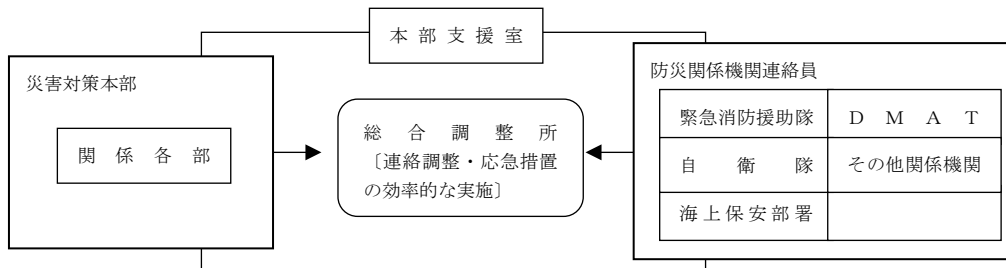 本部支援室
災害対策本部
関係各部
総合調整所
〔連絡調整・応急措置
の効率的な実施〕
防災関係機関連絡員
緊急消防援助隊 DMAT
自衛隊 その他関係機関
海上保安部署